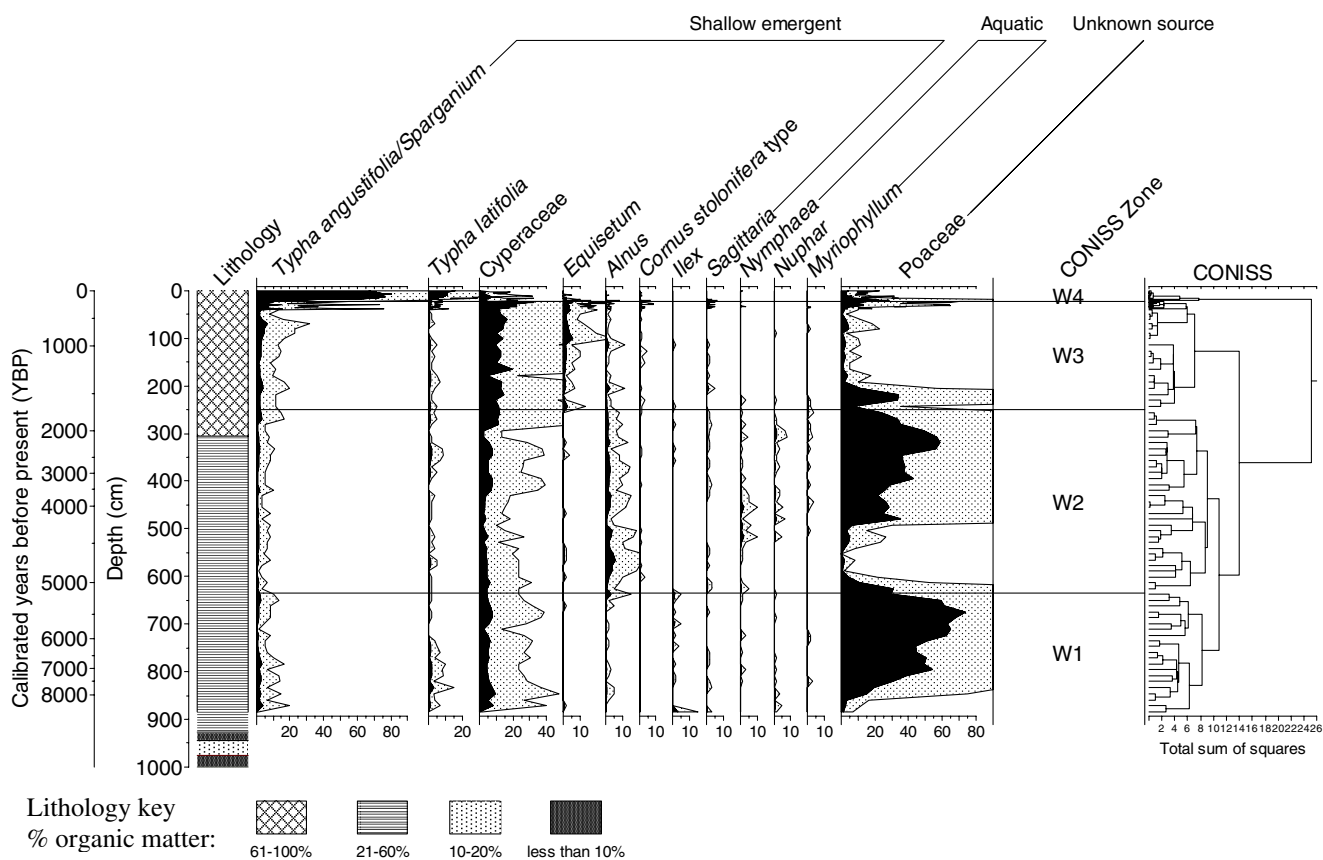 Shallow emergent
Aquatic
Unknown source
Lithology
Typha angustifolia/Sparganium
Typha latifolia
Cyperaceae
Equisetum
Alnus
Cornus stolonifera type
Ilex
Sagittaria
Nymphaea
Nuphar
Myriophyllum
Poaceae
CONISS Zone
CONISS
Calibrated years before present (YBP)
0
1000
2000
3000
4000
5000
6000
7000
8000
Depth (cm)
0
100
200
300
400
500
600
700
800
900
1000
W4
W3
W2
W1
20 40 60 80
20
20 40
10
10
10
10
10
10
10
10
20 40 60 80
2 4 6 8 10 12 14 16 18 20 22 24 26
Total sum of squares
Lithology key
% organic matter:
61-100%
21-60%
10-20%
less than 10%